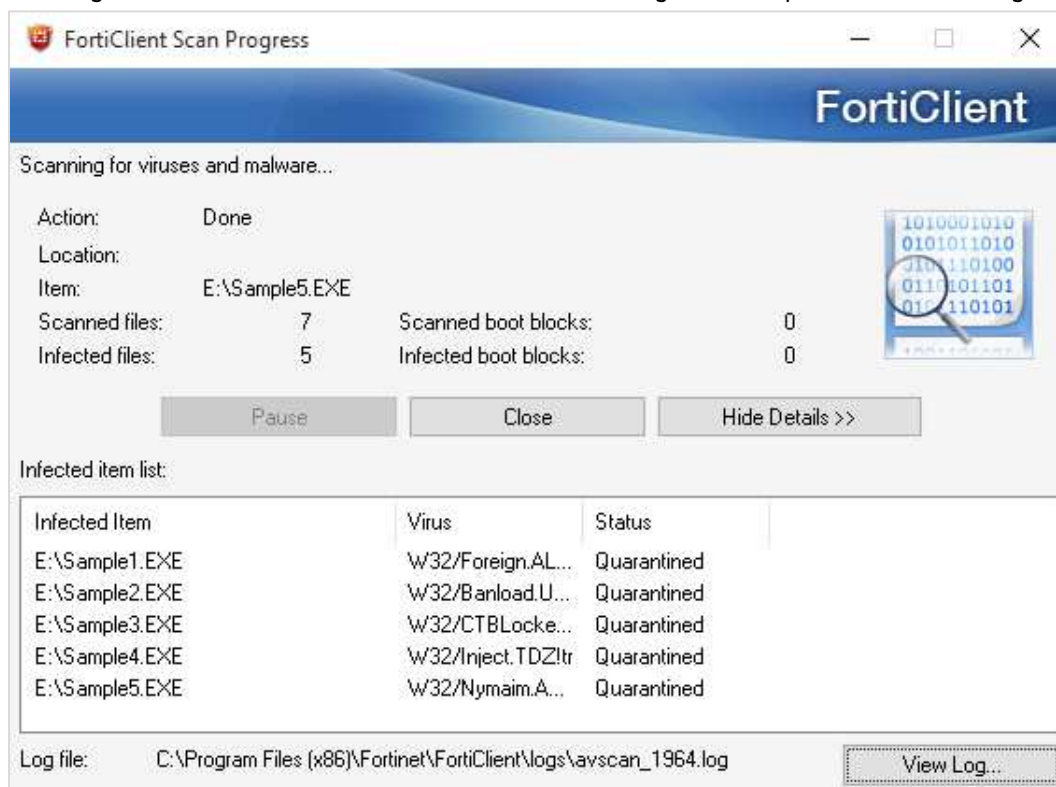 FortiClient Scan Progress
FortiClient
Scanning for viruses and malware...
Action: Done
Location:
Item: E:\Sample5.EXE
Scanned files: 7 Scanned boot blocks: 0
Infected files: 5 Infected boot blocks: 0
1010001010
0101011010
Pause Close Hide Details >>
Infected item list:
Infected Item Virus Status
E:\Sample1.EXE W32/Foreign.AL... Quarantined
E:\Sample2.EXE W32/Banload.U... Quarantined
E:\Sample3.EXE W32/CTBLocke... Quarantined
E:\Sample4.EXE W32/Inject.TDZ!tr Quarantined
E:\Sample5.EXE W32/Nymaim.A... Quarantined
Log file: C:\Program Files (x86)\Fortinet\FortiClient\logs\avscan_1964.log View Log...